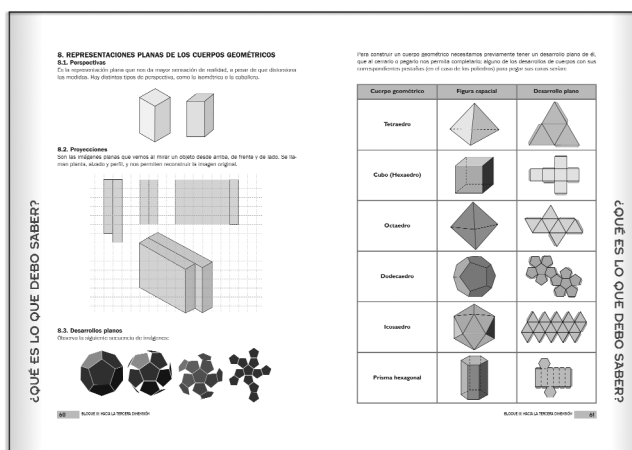 8. REPRESENTACIONES PLANAS DE LOS CUERPOS GEOMÉTRICOS
8.1. Perspectivas
Es la representación plana que nos da mayor sensación de realidad, a pesar de que distorsiona
las medidas. Hay distintos tipos de perspectiva, como la isométrica o la caballera.
8.2. Proyecciones
Son las imágenes planas que vemos al mirar un objeto desde arriba, de frente y de lado. Se lla-
man planta, alzado y perfil, y nos permiten reconstruir la imagen original.
8.3. Desarrollos planos
Observa la siguiente secuencia de imágenes:
¿QUÉ ES LO QUE DEBO SABER?
60 BLOQUE III: HACIA LA TERCERA DIMENSIÓN
Para construir un cuerpo geométrico necesitamos previamente tener un desarrollo plano de él,
que al cerrarlo o pegarlo nos permita completarlo; alguno de los desarrollos de cuerpos con sus
correspondientes pestañas (en el caso de los poliedros) para pegar sus caras serían:
Cuerpo geométrico Figura espacial Desarrollo plano
Tetraedro
Cubo (Hexaedro)
Octaedro
Dodecaedro
Icosaedro
Prisma hexagonal
¿QUÉ ES LO QUE DEBO SABER?
BLOQUE III: HACIA LA TERCERA DIMENSIÓN 61